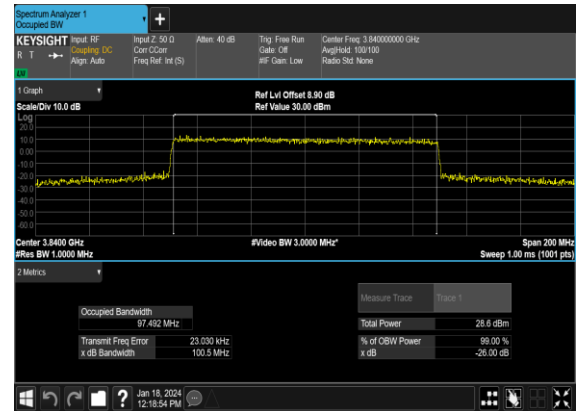 Spectrum Analyzer 1
Occupied BW
KEYSIGHT
R T
LW
Input: RF
Coupling: DC
Align: Auto
Input Z: 50 Ω
Corr CCorr
Freq Ref: Int (S)
Atten: 40 dB
Trig: Free Run
Gate: Off
#IF Gain: Low
Center Freq: 3.840000000 GHz
Avg|Hold: 100/100
Radio Std: None
1 Graph
Scale/Div 10.0 dB
Ref Lvl Offset 8.90 dB
Ref Value 30.00 dBm
Log
20.0
10.0
0.00
-10.0
-20.0
-30.0
-40.0
-50.0
-60.0
Center 3.8400 GHz
#Res BW 1.0000 MHz
#Video BW 3.0000 MHz*
Span 200 MHz
Sweep 1.00 ms (1001 pts)
2 Metrics
Measure Trace Trace 1
Occupied Bandwidth
97.492 MHz
Total Power 28.6 dBm
Transmit Freq Error 23.030 kHz
% of OBW Power 99.00 %
x dB Bandwidth 100.5 MHz
x dB -26.00 dB
?
Jan 18, 2024
12:18:54 PM